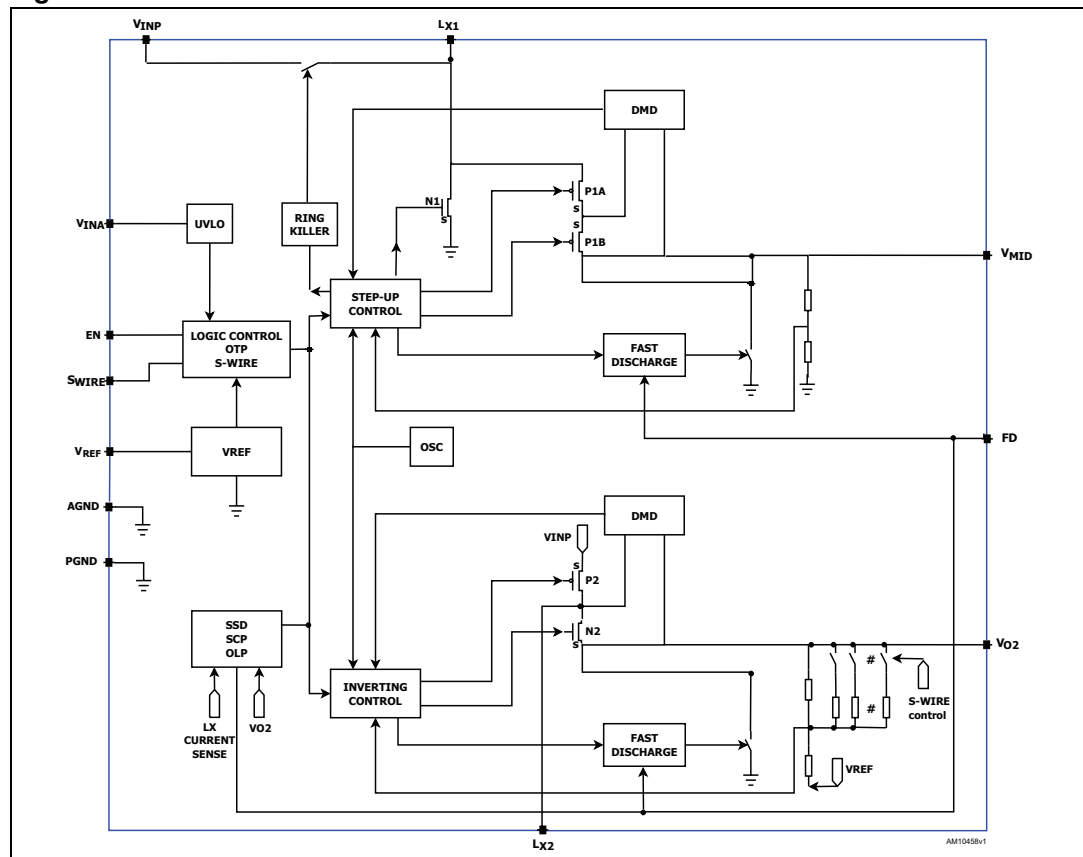 VINP
LX1
DMD
P1A
S
S
P1B
N1
S
VINA
UVLO
RING
KILLER
VMID
STEP-UP
CONTROL
EN
LOGIC CONTROL
OTP
S-WIRE
SWIRE
FAST
DISCHARGE
VREF
VREF
OSC
FD
AGND
DMD
VINP
PGND
S
P2
SSD
SCP
OLP
N2
S
VO2
INVERTING
CONTROL
#
#
S-WIRE
control
LX
CURRENT
SENSE
VO2
FAST
DISCHARGE
VREF
LX2
AM10458v1